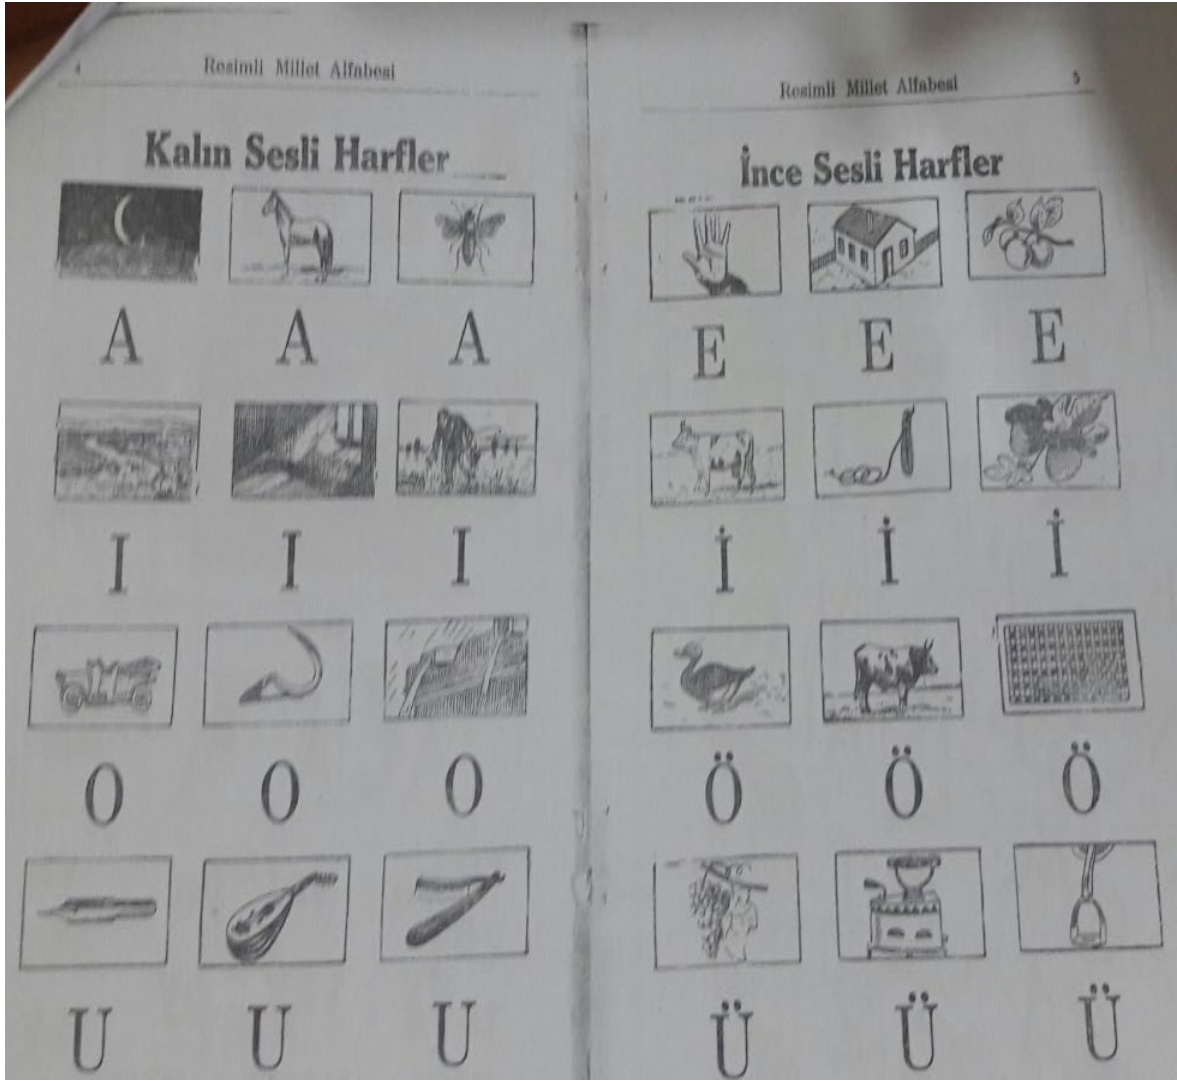 4 Resimli Millet Alfabesi
Kalın Sesli Harfler
A A A
I I I
O O O
U U U
Resimli Millet Alfabesi 5
İnce Sesli Harfler
E E E
İ İ İ
Ö Ö Ö
Ü Ü Ü